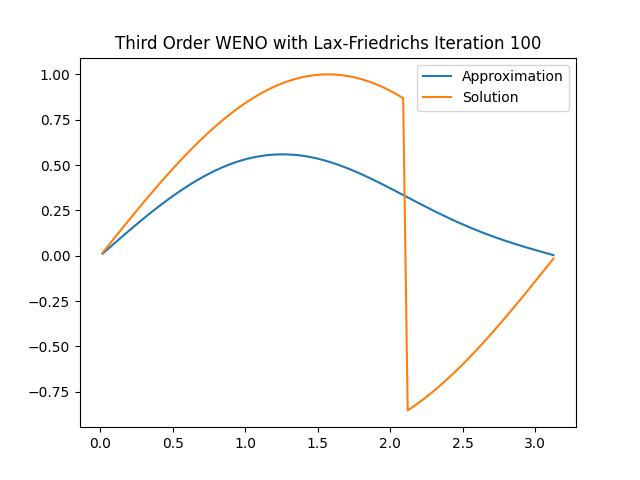 Third Order WENO with Lax-Friedrichs Iteration 100
Approximation
Solution
1.00
0.75
0.50
0.25
0.00
−0.25
−0.50
−0.75
0.0 0.5 1.0 1.5 2.0 2.5 3.0